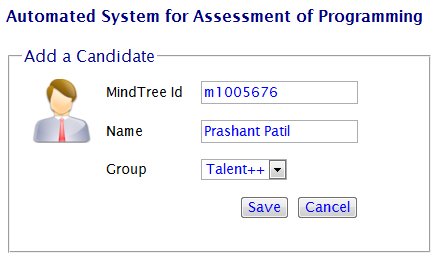 Automated System for Assessment of Programming
Add a Candidate
MindTree Id m1005676
Name Prashant Patil
Group Talent++
Save Cancel